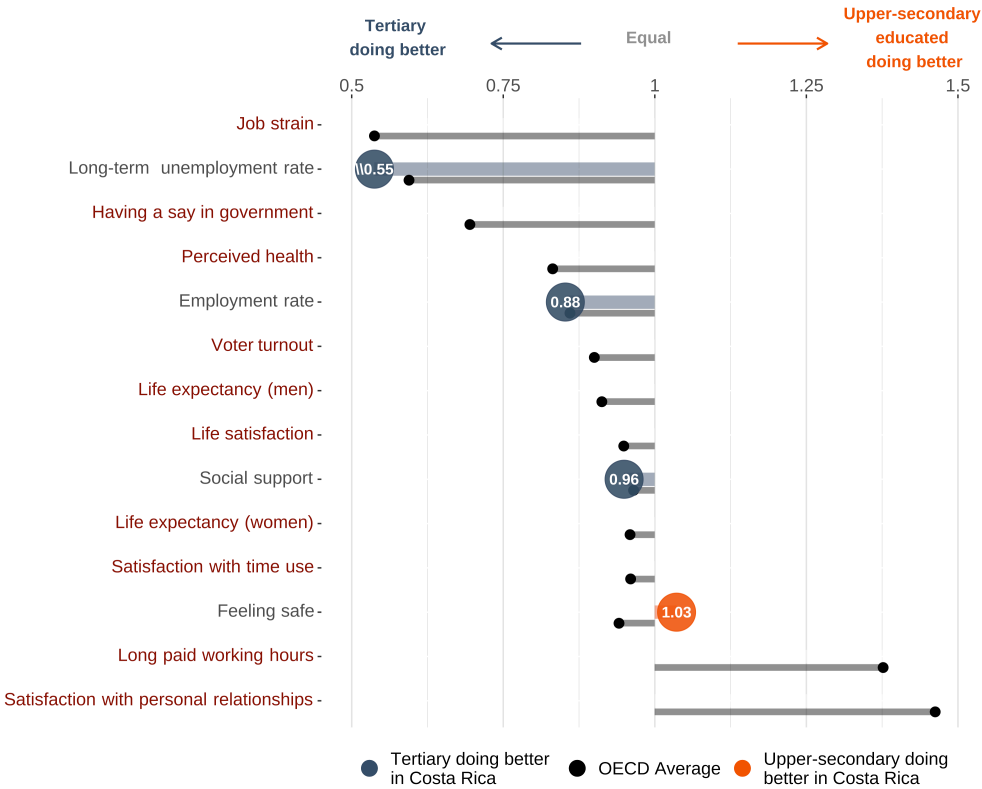 Tertiary
doing better
Equal
Upper-secondary
educated
doing better
0.5 0.75 1 1.25 1.5
Job strain
Long-term unemployment rate
\\0.55
Having a say in government
Perceived health
Employment rate
0.88
Voter turnout
Life expectancy (men)
Life satisfaction
Social support
0.96
Life expectancy (women)
Satisfaction with time use
Feeling safe
1.03
Long paid working hours
Satisfaction with personal relationships
Tertiary doing better
in Costa Rica
OECD Average
Upper-secondary doing
better in Costa Rica